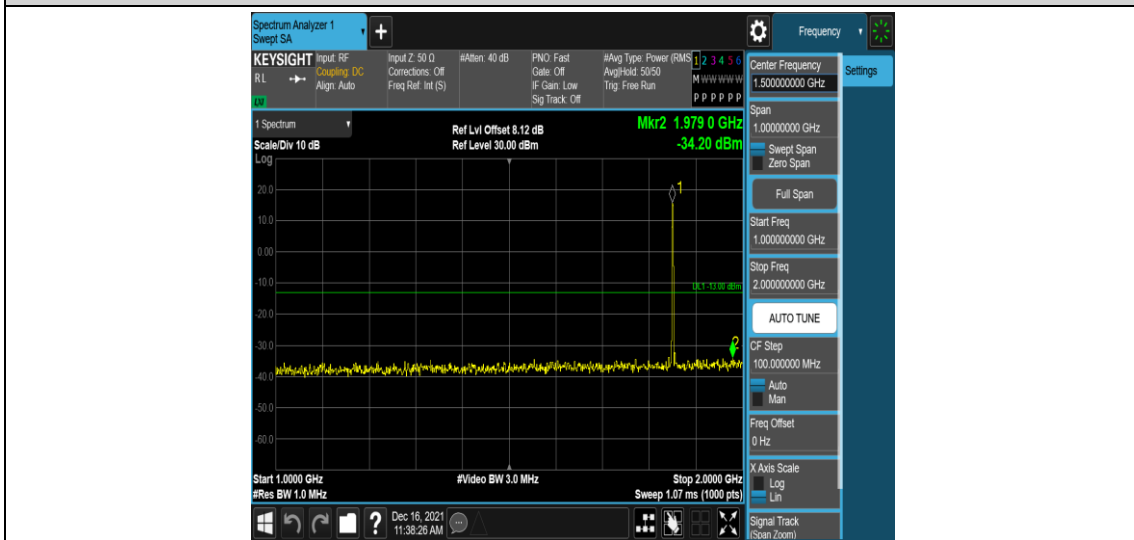 Spectrum Analyzer 1
Swept SA
+
Frequency
KEYSIGHT
RL
LXI
Input: RF
Coupling: DC
Align: Auto
Input Z: 50 Ω
Corrections: Off
Freq Ref: Int (S)
#Atten: 40 dB
PNO: Fast
Gate: Off
IF Gain: Low
Sig Track: Off
#Avg Type: Power (RMS
Avg|Hold: 50/50
Trig: Free Run
1 2 3 4 5 6
M W W W W W
P P P P P P
1 Spectrum
Scale/Div 10 dB
Log
Ref Lvl Offset 8.12 dB
Ref Level 30.00 dBm
Mkr2 1.979 0 GHz
-34.20 dBm
20.0
10.0
0.00
-10.0
-20.0
-30.0
-40.0
-50.0
-60.0
1
DL1 -13.00 dBm
2
Start 1.0000 GHz
#Res BW 1.0 MHz
#Video BW 3.0 MHz
Stop 2.0000 GHz
Sweep 1.07 ms (1000 pts)
Center Frequency
1.500000000 GHz
Span
1.00000000 GHz
Swept Span
Zero Span
Full Span
Start Freq
1.000000000 GHz
Stop Freq
2.000000000 GHz
AUTO TUNE
CF Step
100.000000 MHz
Auto
Man
Freq Offset
0 Hz
X Axis Scale
Log
Lin
Signal Track
(Span Zoom)
Settings
?
Dec 16, 2021
11:38:26 AM